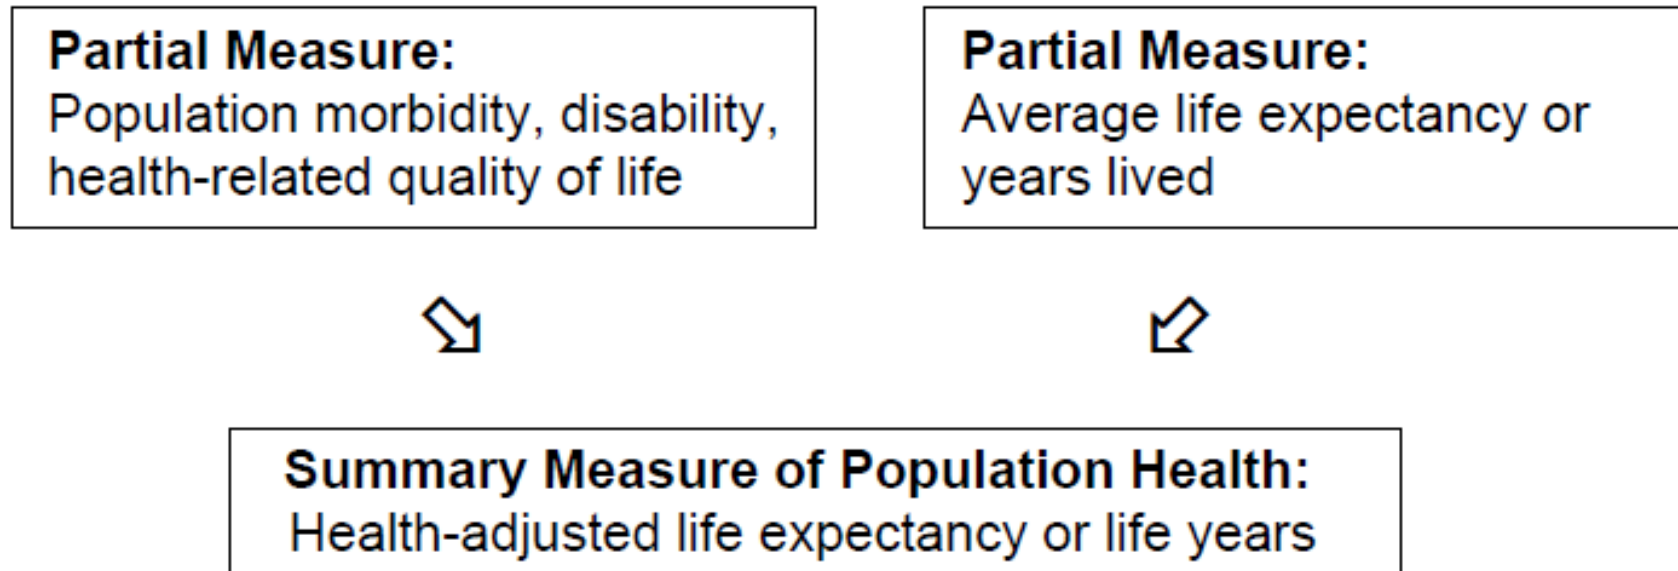 Partial Measure:
Population morbidity, disability,
health-related quality of life
Partial Measure:
Average life expectancy or
years lived
Summary Measure of Population Health:
Health-adjusted life expectancy or life years